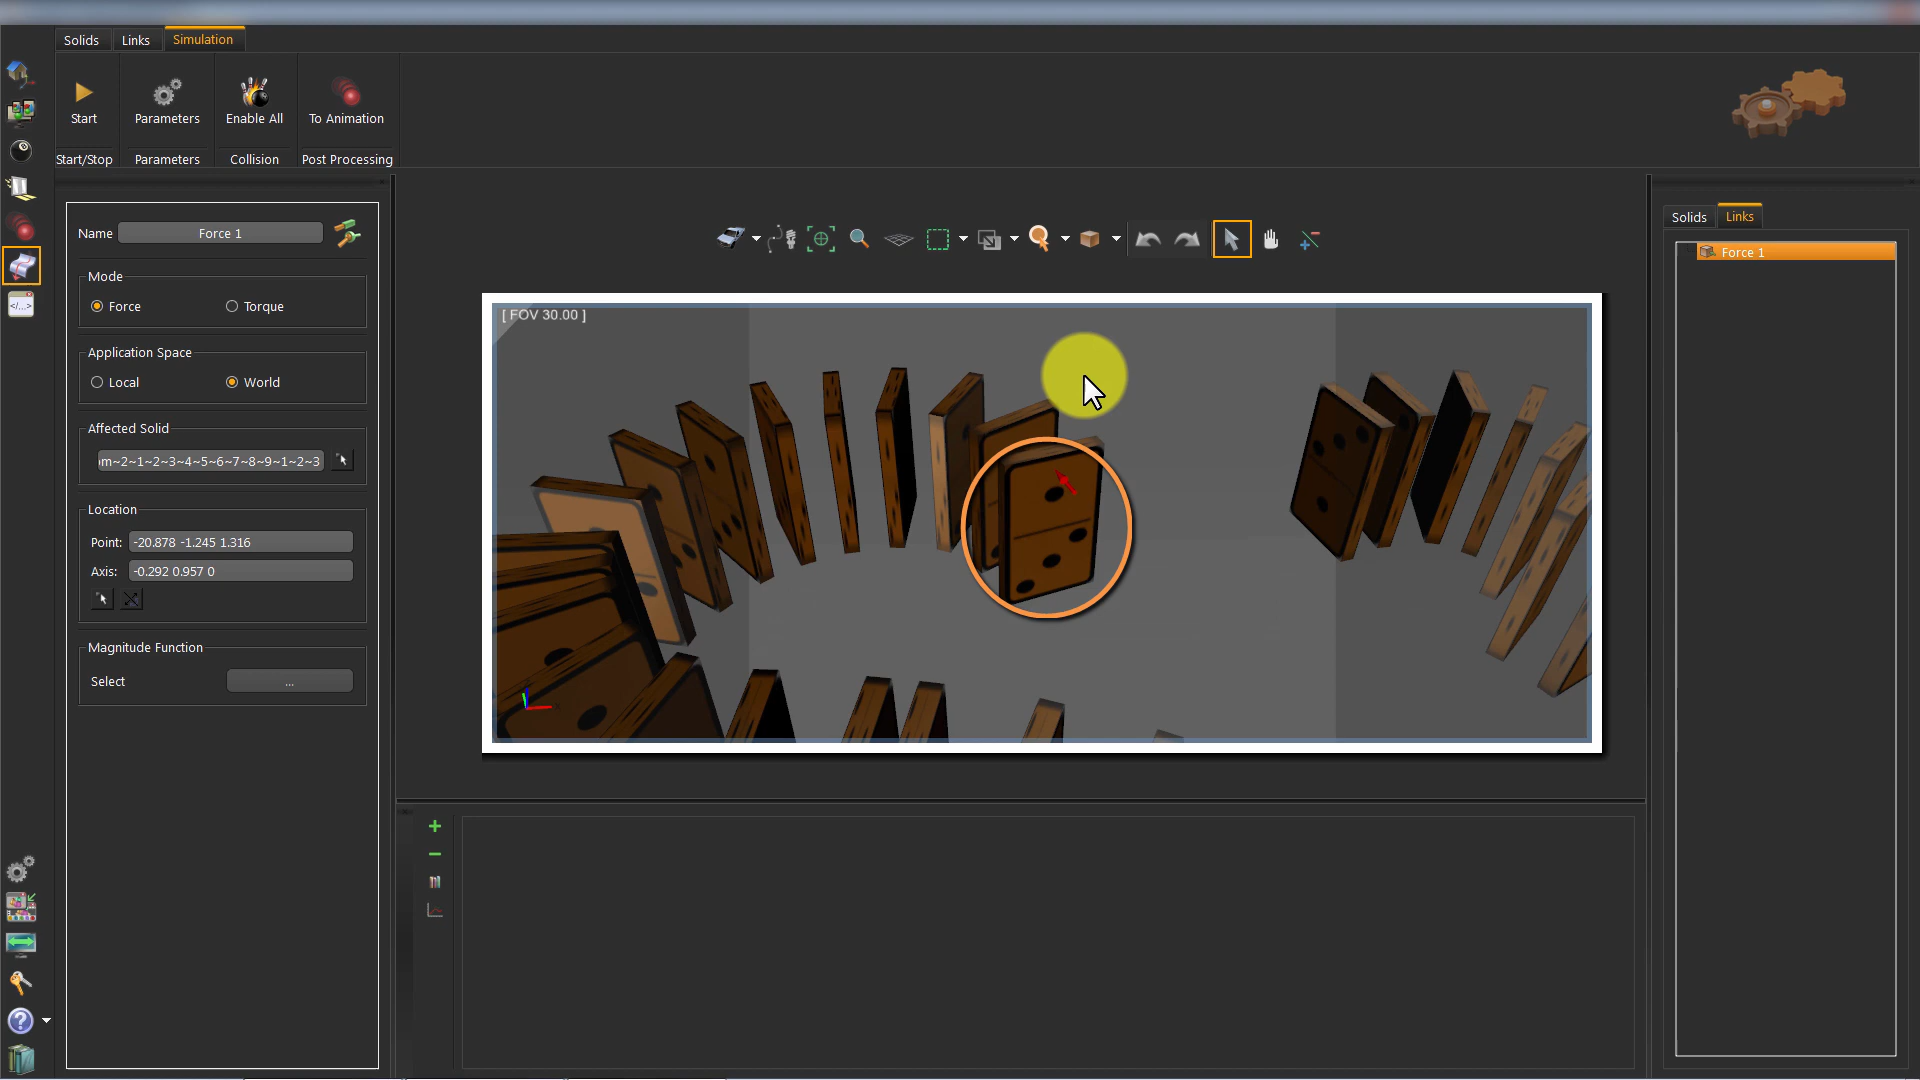 Solids Links Simulation
Start Parameters Enable All To Animation
Start/Stop Parameters Collision Post Processing
Name Force 1
Mode
Force Torque
Application Space
Local World
Affected Solid
m~2~1~2~3~4~5~6~7~8~9~1~2~3
Location
Point: -20.878 -1.245 1.316
Axis: -0.292 0.957 0
Magnitude Function
Select ...
[ FOV 30.00 ]
Solids Links
Force 1